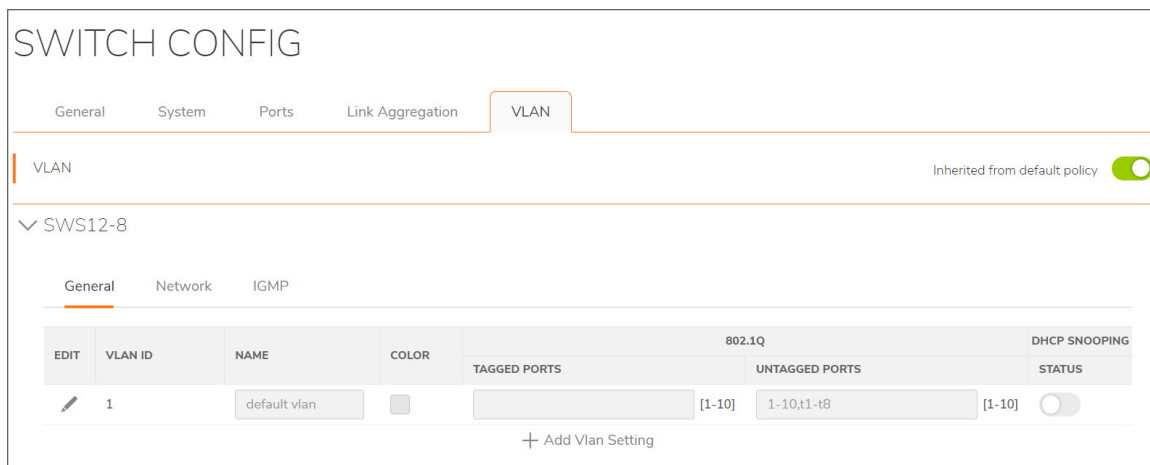 SWITCH CONFIG
General System Ports Link Aggregation VLAN
VLAN Inherited from default policy
SWS12-8
General Network IGMP
EDIT VLAN ID NAME COLOR 802.1Q DHCP SNOOPING
TAGGED PORTS UNTAGGED PORTS STATUS
1 default vlan [1-10] 1-10,t1-t8 [1-10]
+ Add Vlan Setting